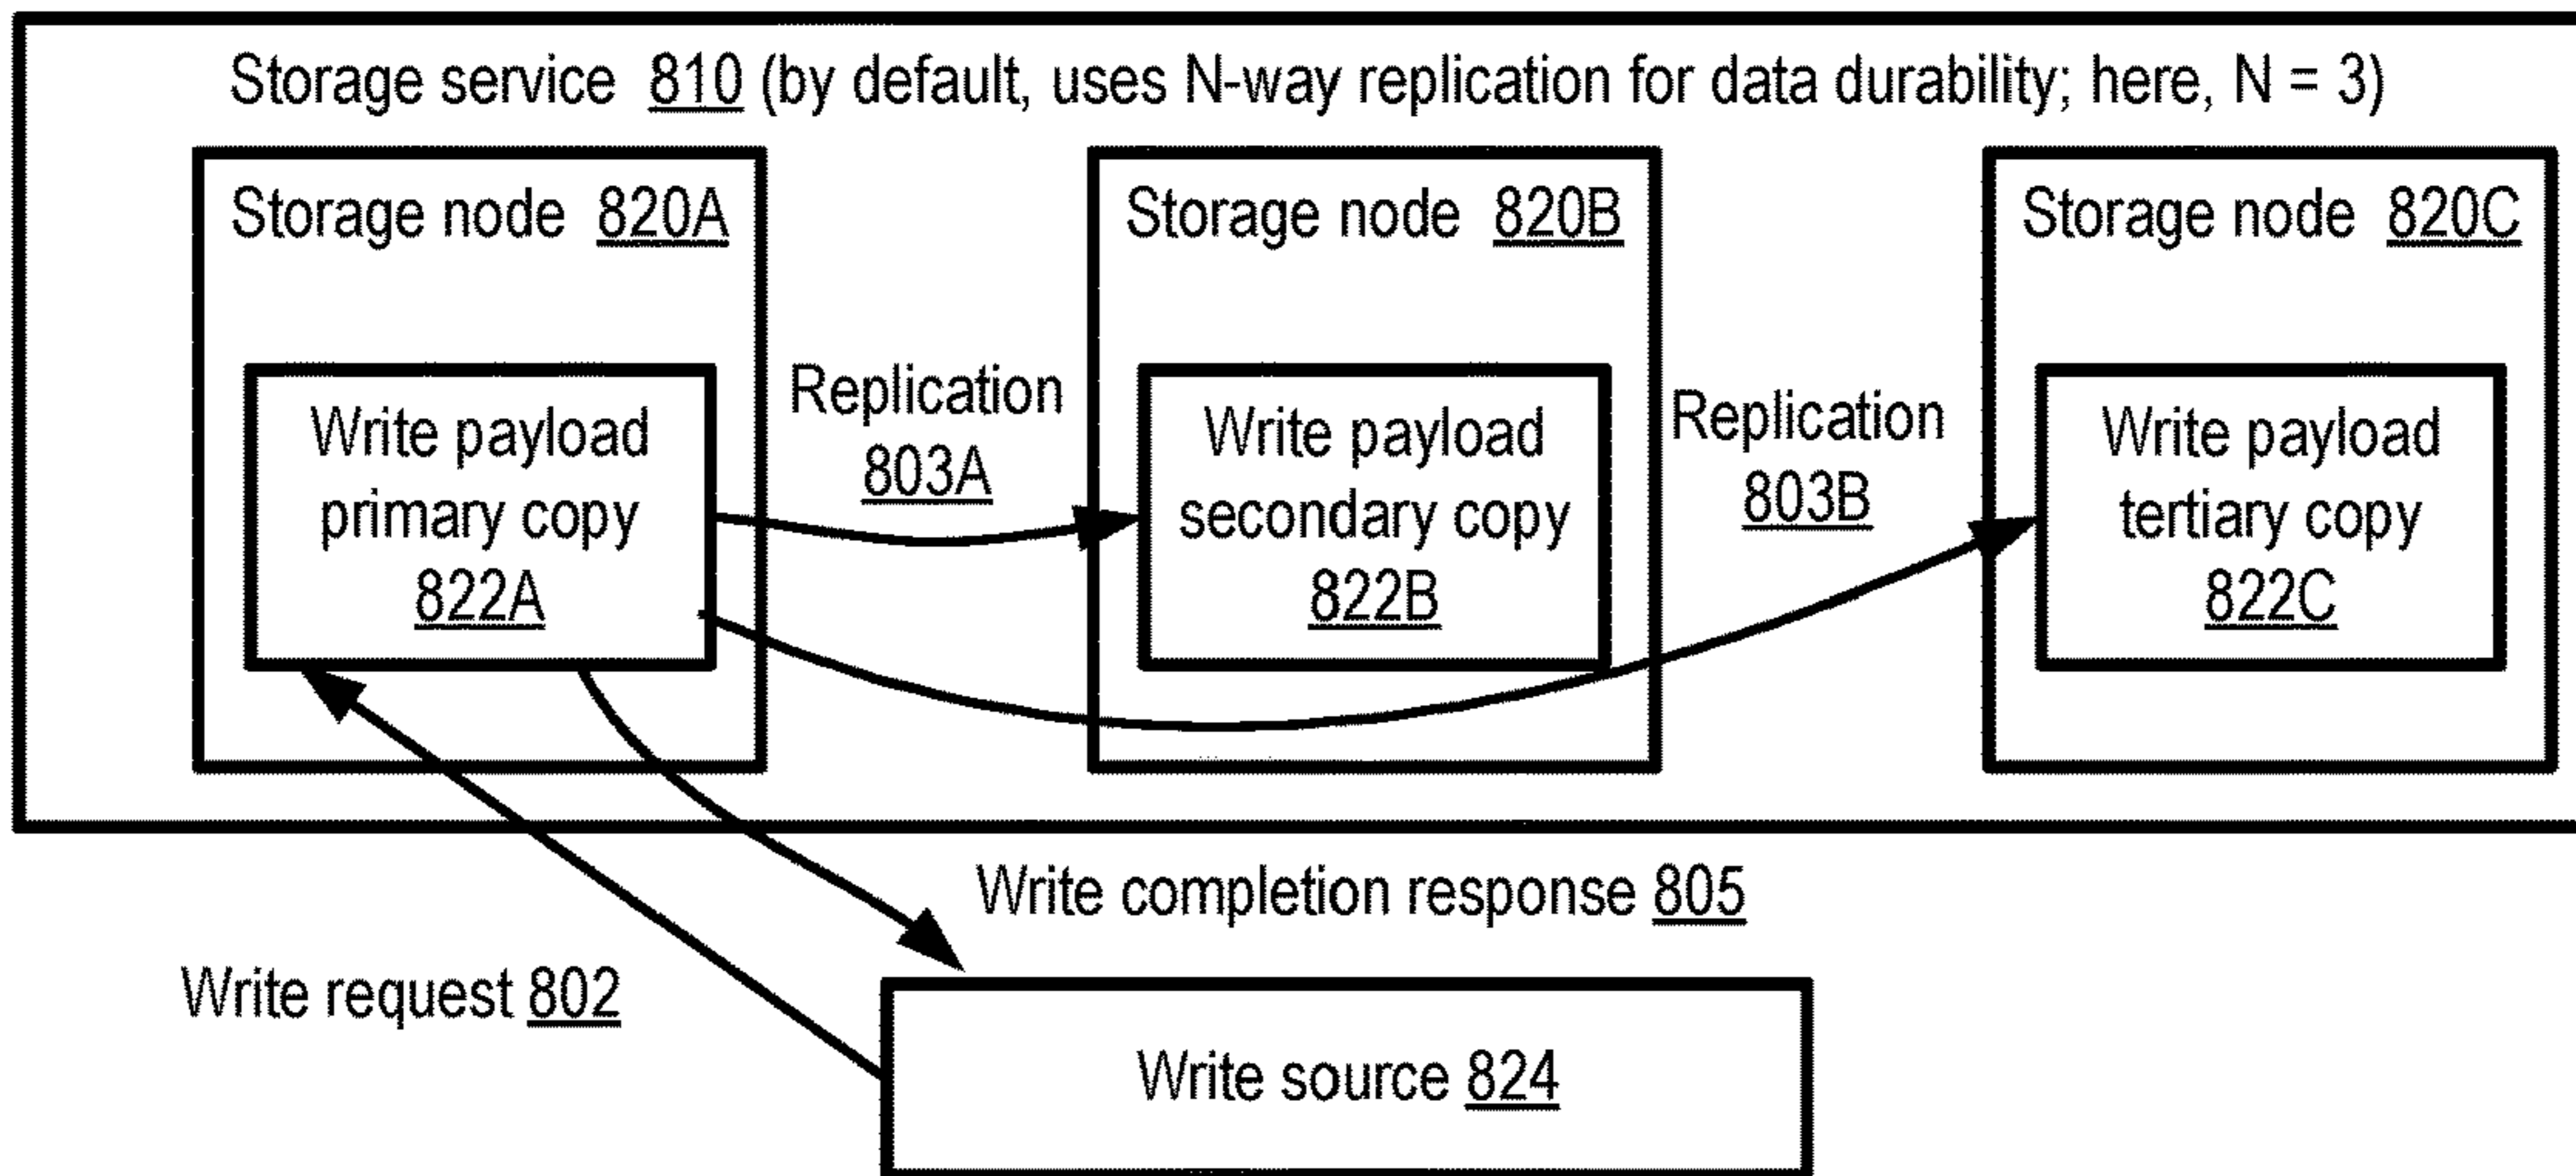 Storage service 810 (by default, uses N-way replication for data durability; here, N = 3)
Storage node 820A
Storage node 820B
Storage node 820C
Write payload
primary copy
822A
Replication
803A
Write payload
secondary copy
822B
Replication
803B
Write payload
tertiary copy
822C
Write completion response 805
Write request 802
Write source 824